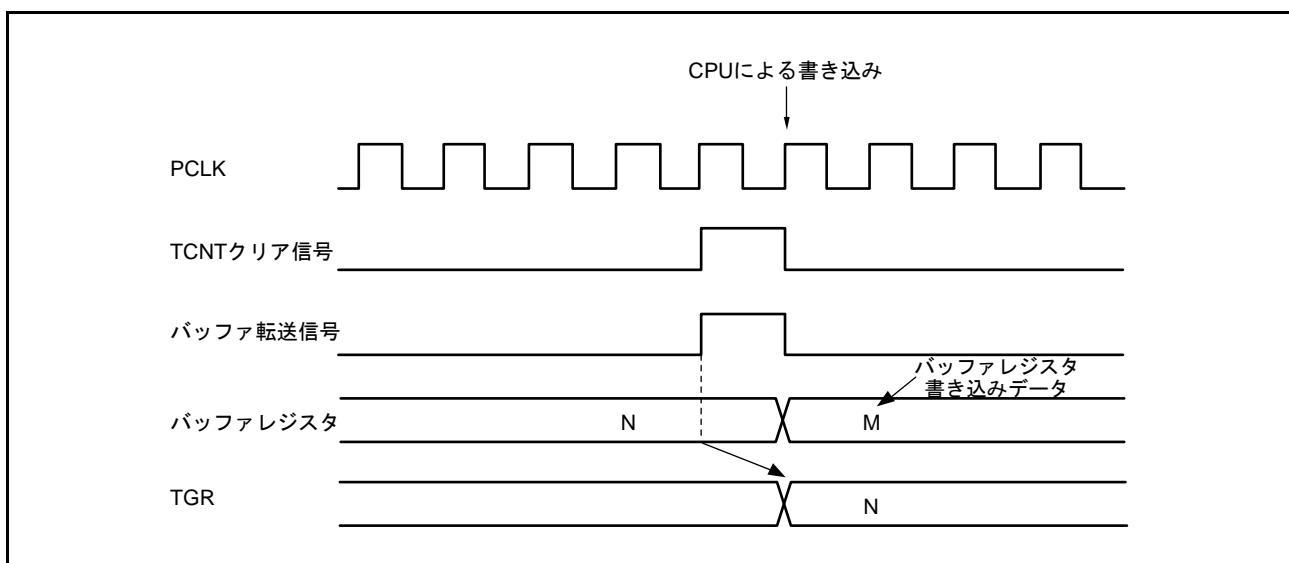 CPUによる書き込み
PCLK
TCNTクリア信号
バッファ転送信号
バッファレジスタ
書き込みデータ
バッファレジスタ
N
M
TGR
N